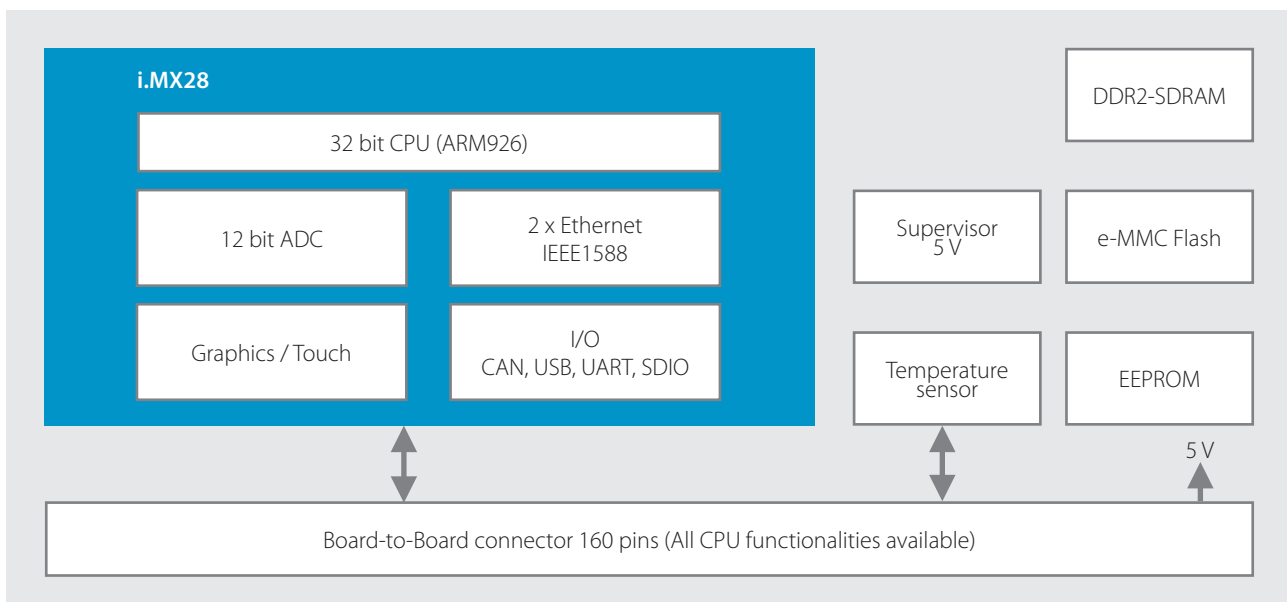 i.MX28
32 bit CPU (ARM926)
12 bit ADC
2 x Ethernet
IEEE1588
Graphics / Touch
I/O
CAN, USB, UART, SDIO
DDR2-SDRAM
Supervisor
5 V
e-MMC Flash
Temperature
sensor
EEPROM
5 V
Board-to-Board connector 160 pins (All CPU functionalities available)